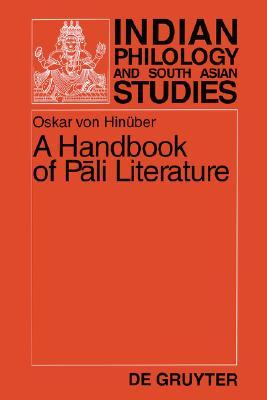 INDIAN
PHILOLOGY
AND SOUTH ASIAN
STUDIES
Oskar von Hinüber
A Handbook
of Pāli Literature
DE GRUYTER